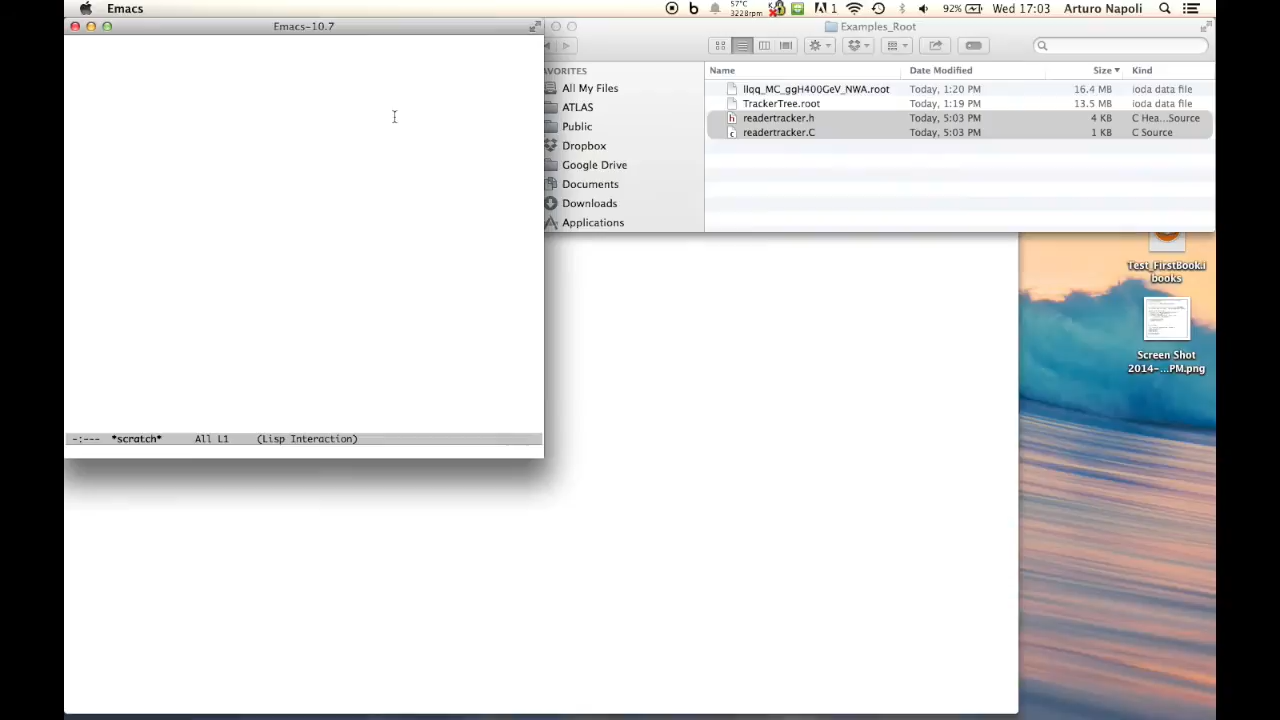 Emacs
57°C
3228rpm
1
92%
Wed 17:03
Arturo Napoli
Emacs-10.7
Examples_Root
AVORITES
All My Files
ATLAS
Public
Dropbox
Google Drive
Documents
Downloads
Applications
Name
Date Modified
Size
Kind
llqq_MC_ggH400GeV_NWA.root
Today, 1:20 PM
16.4 MB
ioda data file
TrackerTree.root
Today, 1:19 PM
13.5 MB
ioda data file
readertracker.h
Today, 5:03 PM
4 KB
C Hea...Source
readertracker.C
Today, 5:03 PM
1 KB
C Source
Test_FirstBook.i
books
Screen Shot
2014-...PM.png
-:--- *scratch* All L1 (Lisp Interaction)